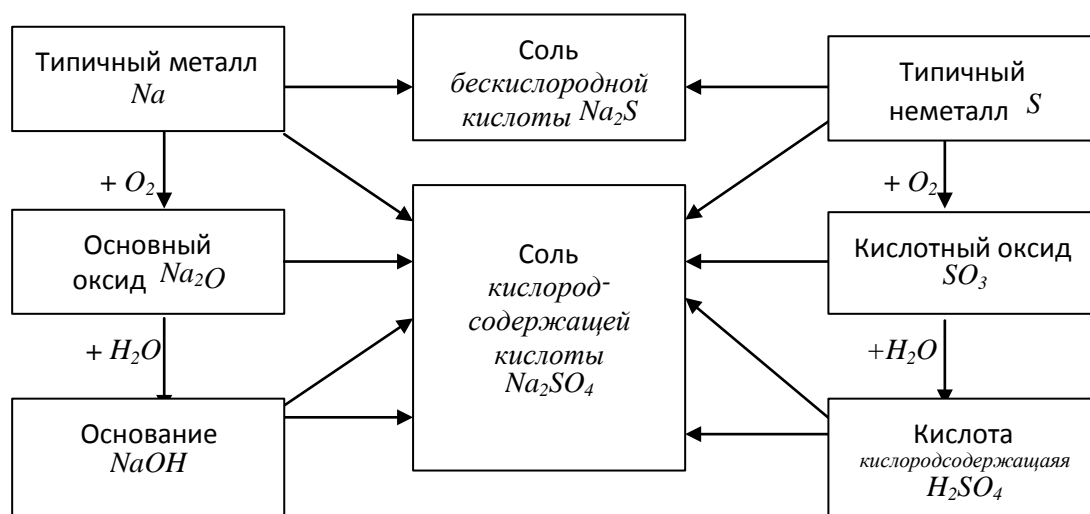 Типичный металл
Na
Соль
бескислородной
кислоты Na₂S
Типичный
неметалл S
+ O₂
+ O₂
Основный
оксид Na₂O
Соль
кислород-
содержащей
кислоты
Na₂SO₄
Кислотный оксид
SO₃
+ H₂O
+H₂O
Основание
NaOH
Кислота
кислородсодержащаяя
H₂SO₄